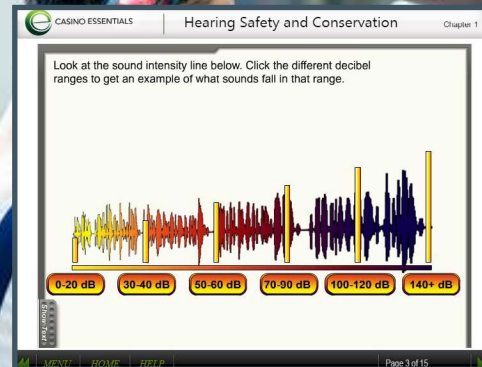 CASINO ESSENTIALS
Hearing Safety and Conservation
Chapter 1
Look at the sound intensity line below. Click the different decibel
ranges to get an example of what sounds fall in that range.
0-20 dB 30-40 dB 50-60 dB 70-90 dB 100-120 dB 140+ dB
Show Text
MENU HOME HELP
Page 3 of 15